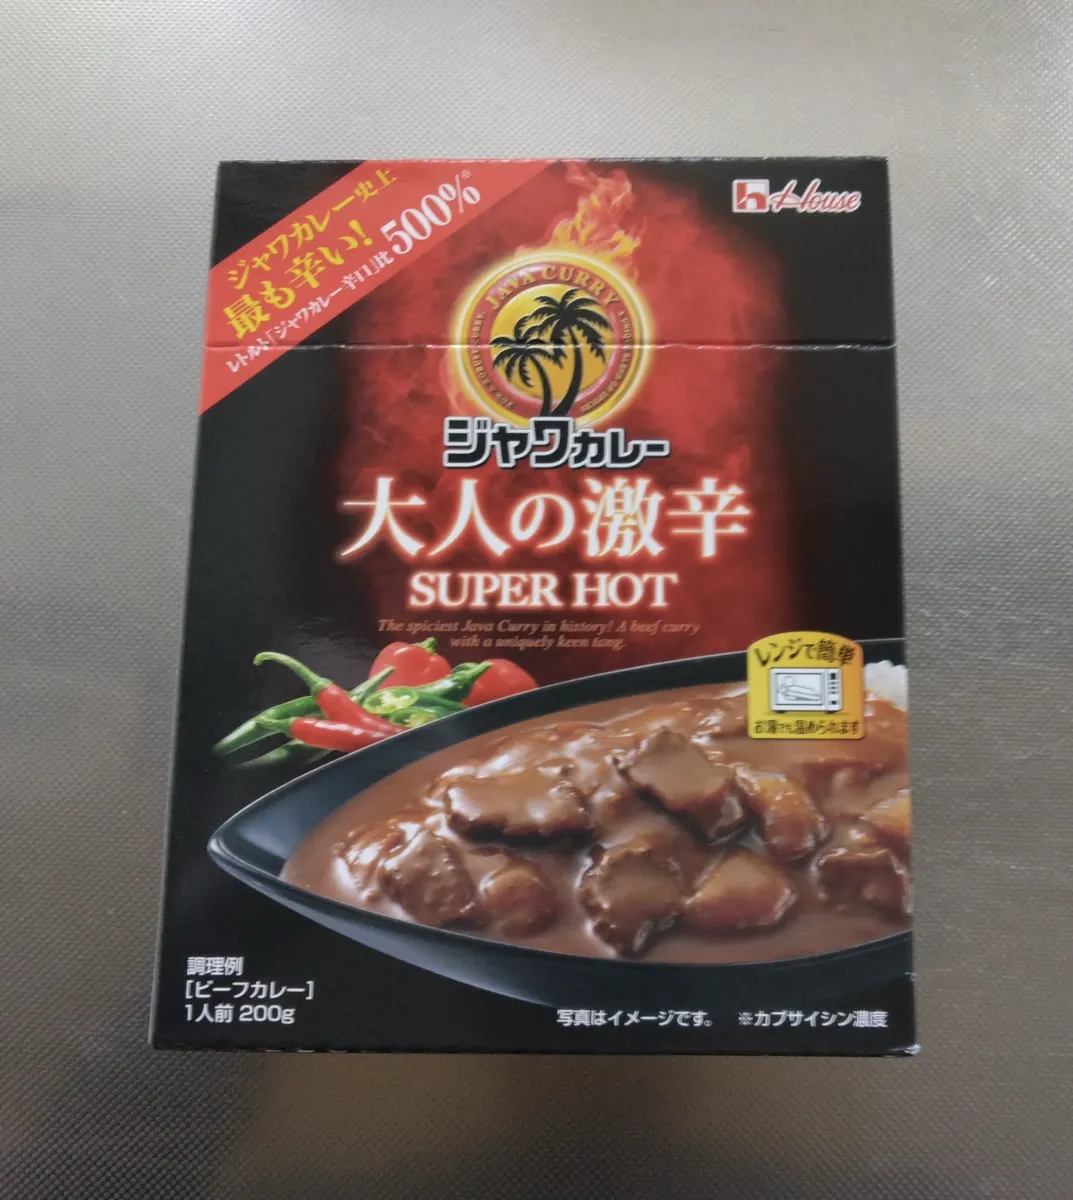 ジャワカレー史上
最も辛い!
レトルト「ジャワカレー辛口」比500%※
House
JAVA CURRY
ジャワカレー
大人の激辛
SUPER HOT
The spiciest Java Curry in history! A beef curry
with a uniquely keen tang.
レンジで簡単
お湯でも温められます
調理例
[ビーフカレー]
1人前 200g
写真はイメージです。 ※カプサイシン濃度